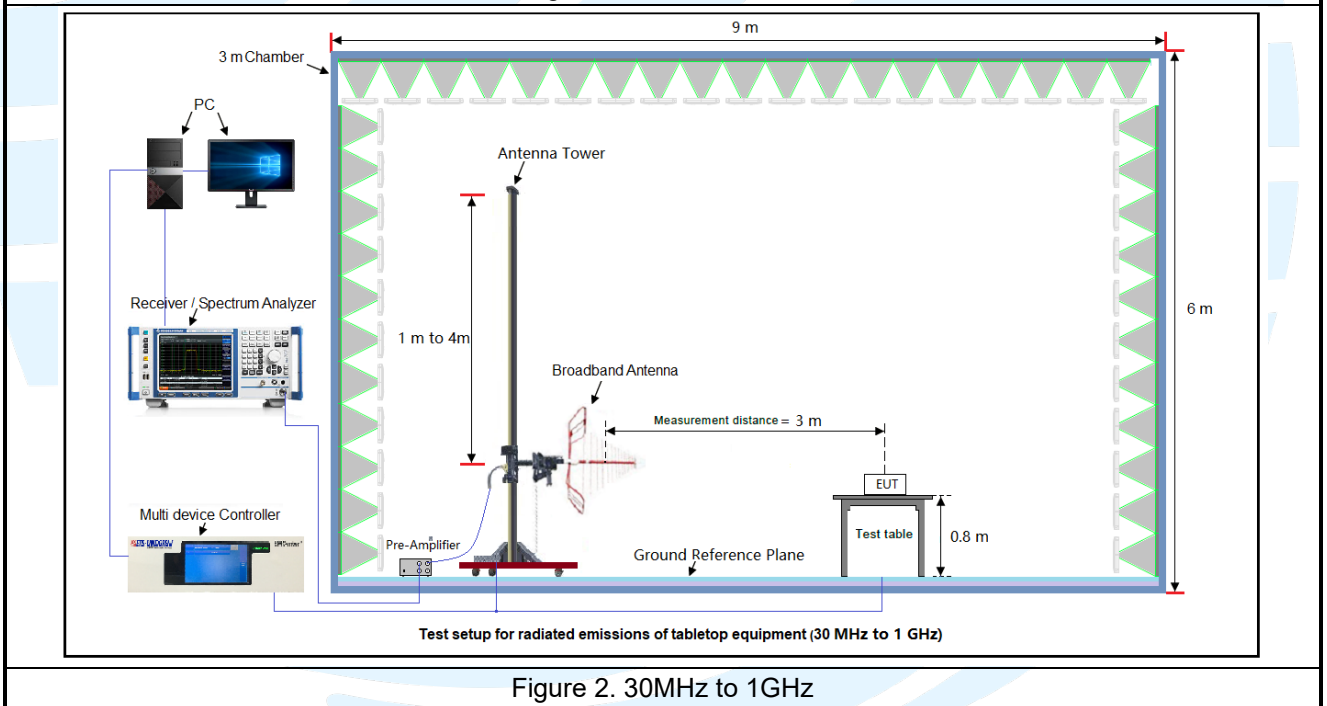 9 m
3 m Chamber
PC
Antenna Tower
Receiver / Spectrum Analyzer
1 m to 4m
6 m
Broadband Antenna
Measurement distance = 3 m
EUT
Multi device Controller
Pre-Amplifier
Test table
0.8 m
Ground Reference Plane
Test setup for radiated emissions of tabletop equipment (30 MHz to 1 GHz)
Figure 2. 30MHz to 1GHz